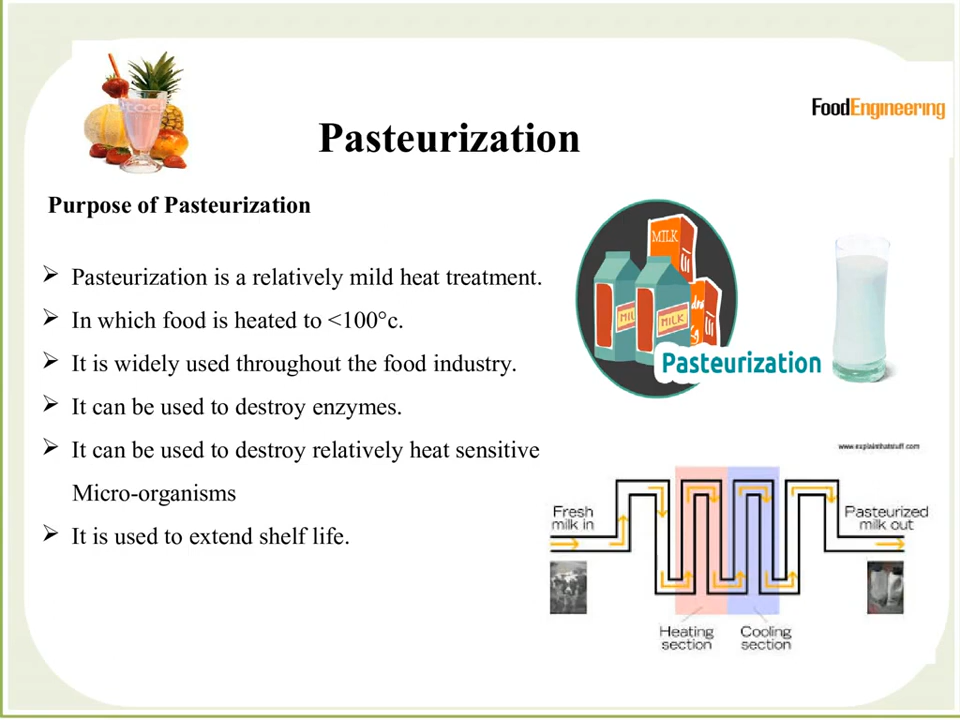 FoodEngineering
Pasteurization
Purpose of Pasteurization
Pasteurization is a relatively mild heat treatment.
In which food is heated to <100°c.
It is widely used throughout the food industry.
It can be used to destroy enzymes.
It can be used to destroy relatively heat sensitive
Micro-organisms
It is used to extend shelf life.
MILK
MILK
Pasteurization
www.explainthatstuff.com
Fresh
milk in
Pasteurized
milk out
Heating
section
Cooling
section